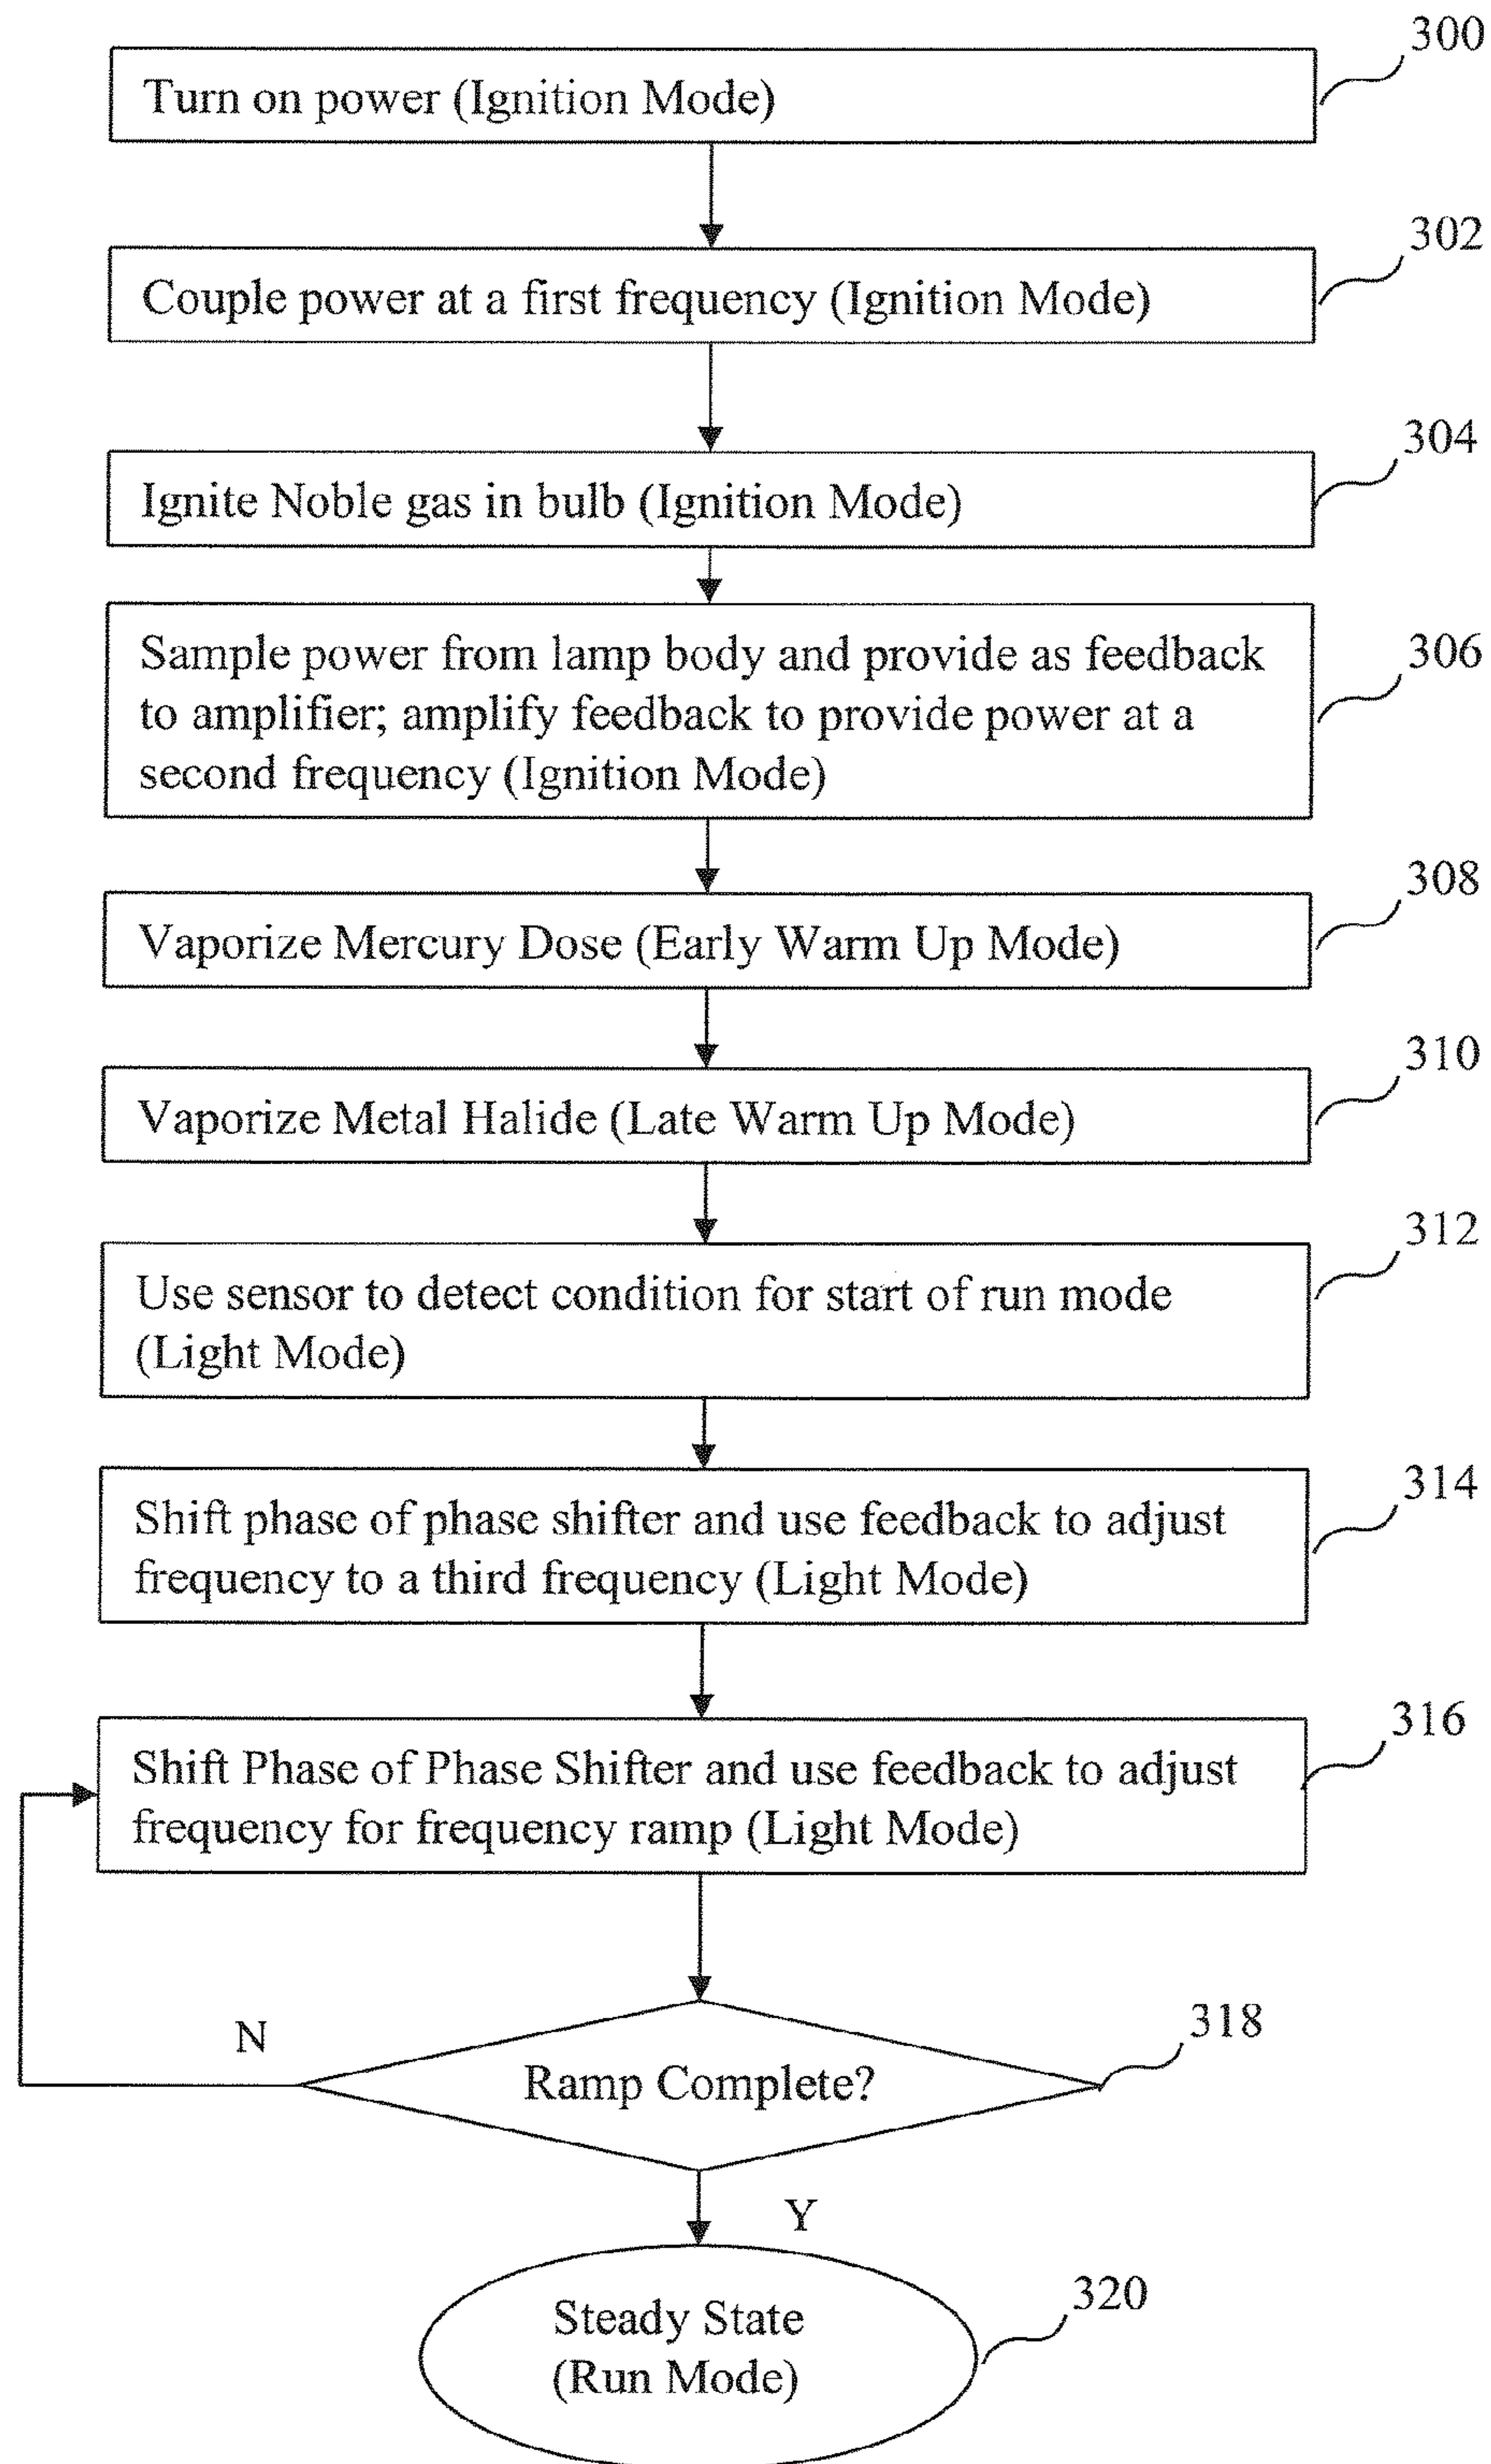 300
Turn on power (Ignition Mode)
302
Couple power at a first frequency (Ignition Mode)
304
Ignite Noble gas in bulb (Ignition Mode)
306
Sample power from lamp body and provide as feedback
to amplifier; amplify feedback to provide power at a
second frequency (Ignition Mode)
308
Vaporize Mercury Dose (Early Warm Up Mode)
310
Vaporize Metal Halide (Late Warm Up Mode)
312
Use sensor to detect condition for start of run mode
(Light Mode)
314
Shift phase of phase shifter and use feedback to adjust
frequency to a third frequency (Light Mode)
316
Shift Phase of Phase Shifter and use feedback to adjust
frequency for frequency ramp (Light Mode)
318
N
Ramp Complete?
Y
320
Steady State
(Run Mode)